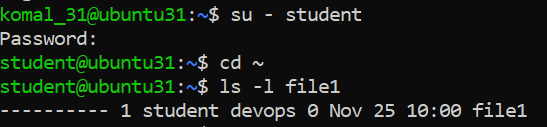 komal_31@ubuntu31:~$ su - student
Password:
student@ubuntu31:~$ cd ~
student@ubuntu31:~$ ls -l file1
---------- 1 student devops 0 Nov 25 10:00 file1